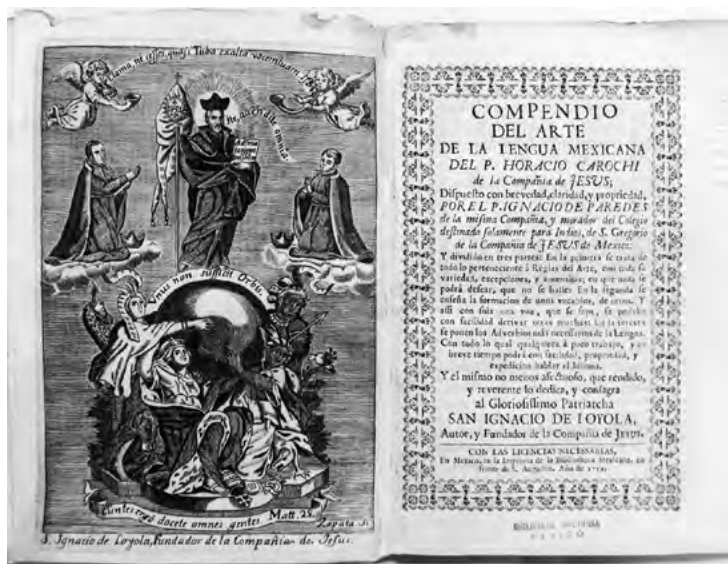 clama, ne cesses, quasi Tuba exalta vocem tuam
Unus non sufficit Orbis
Euntes ergo docete omnes gentes. Matt. 28.
Zapata
S. Ignacio de Loyola, Fundador de la Compañia de Jesus.
COMPENDIO
DEL ARTE
DE LA LENGUA MEXICANA
DEL P. HORACIO CAROCHI
de la Compañia de JESUS;
Dispuesto con brevedad, claridad, y propriedad,
POR EL P. IGNACIO DE PAREDES
de la misma Compañia, y morador del Colegio
destinado solamente para Indios, de S. Gregorio
de la Compañia de JESUS de Mexico:
Y dividido en tres partes: En la primera se trata de
todo lo perteneciente á Reglas del Arte, con toda su
variedad, excepciones, y anomalias; en que nada se
podrá desear, que no se halle: En la segunda se
enseña la formacion de unos vocablos, de otros. Y
assi con sola una voz, que se sepa, se podrán
con facilidad derivar otras muchas: En la tercera
se ponen los Adverbios mas necessarios de la Lengua.
Con todo lo qual qualquiera á poco trabajo, y en
breve tiempo podrá con facilidad, propriedad, y
expedicion hablar el Idioma.
Y el mismo no menos afectuoso, que rendido,
y reverente lo dedica, y consagra
al Gloriosissimo Patriarcha
SAN IGNACIO DE LOYOLA,
Autor, y Fundador de la Compañia de JESUS.
CON LAS LICENCIAS NECESSARIAS,
En Mexico, en la Imprenta de la Bibliotheca Mexicana, en
frente de S. Augustin. Año de 1759.
BIBLIOTECA NACIONAL
MEXICO